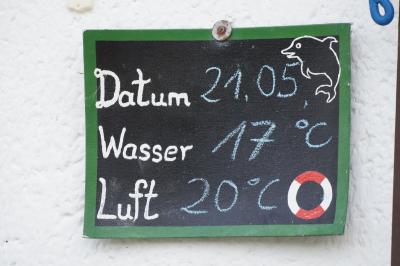 Datum 21.05.
Wasser 17°C
Luft 20°C